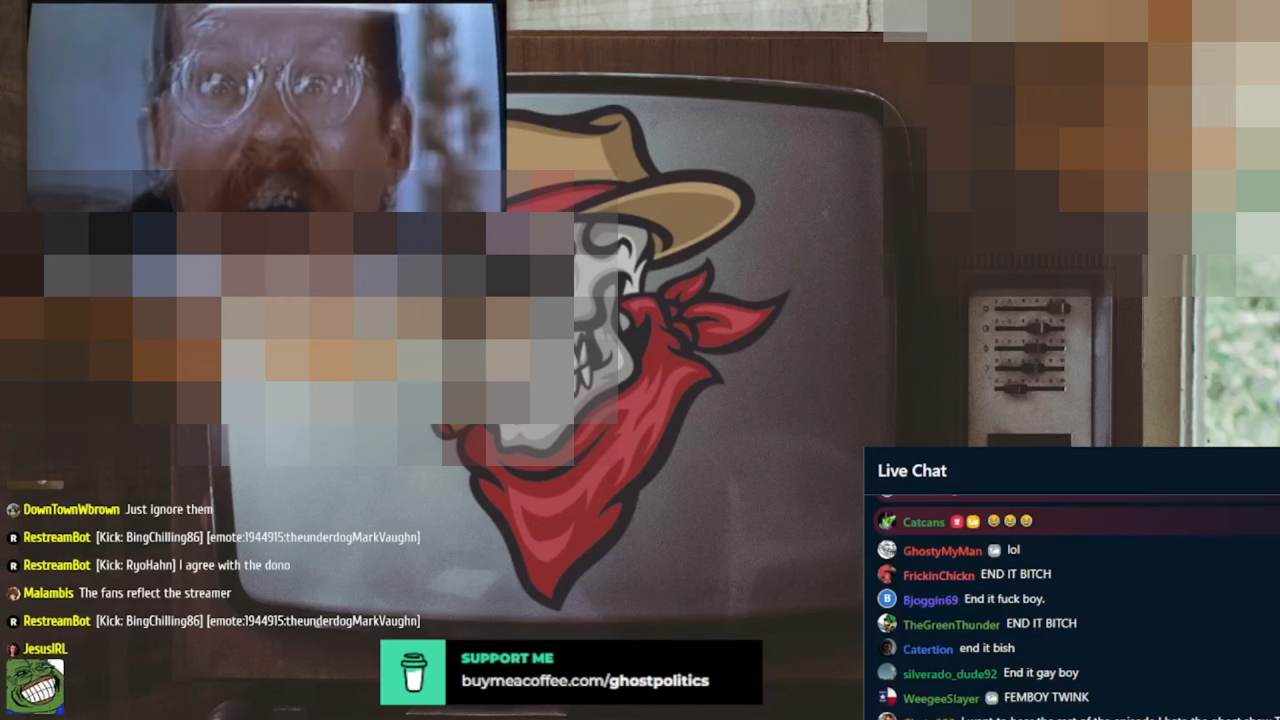 DownTownWbrown Just ignore them
RestreamBot [Kick: BingChilling86] [emote:1944915:theunderdogMarkVaughn]
RestreamBot [Kick: RyoHahn] I agree with the dono
Malambis The fans reflect the streamer
RestreamBot [Kick: BingChilling86] [emote:1944915:theunderdogMarkVaughn]
JesusIRL
SUPPORT ME
buymeacoffee.com/ghostpolitics
Live Chat
Catcans 😂 😂 😂
GhostyMyMan lol
FrickinChickn END IT BITCH
B Bjoggin69 End it fuck boy.
TheGreenThunder END IT BITCH
Catertion end it bish
silverado_dude92 End it gay boy
WeegeeSlayer FEMBOY TWINK